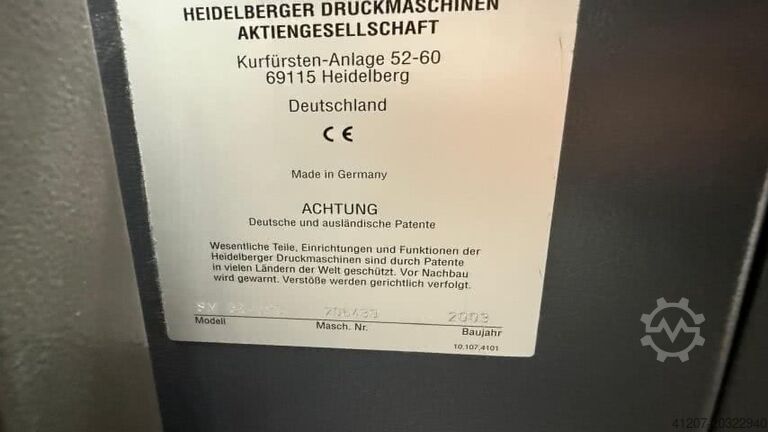 HEIDELBERGER DRUCKMASCHINEN
AKTIENGESELLSCHAFT
Kurfürsten-Anlage 52-60
69115 Heidelberg
Deutschland
CE
Made in Germany
ACHTUNG
Deutsche und ausländische Patente
Wesentliche Teile, Einrichtungen und Funktionen der
Heidelberger Druckmaschinen sind durch Patente
in vielen Ländern der Welt geschützt. Vor Nachbau
wird gewarnt. Verstöße werden gerichtlich verfolgt.
2003
Modell Masch. Nr. Baujahr
10.107.4101
41207-20322940